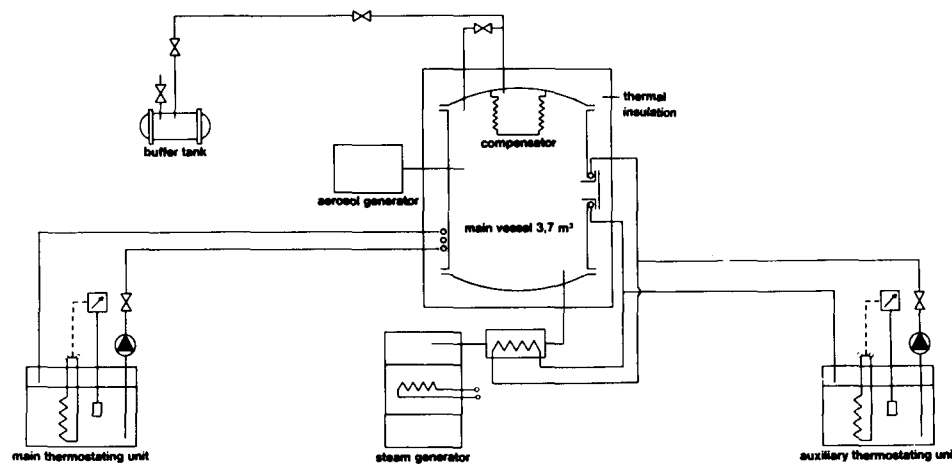 thermal
insulation
compensator
buffer tank
aerosol generator
main vessel 3,7 m³
main thermostating unit
steam generator
auxiliary thermostating unit